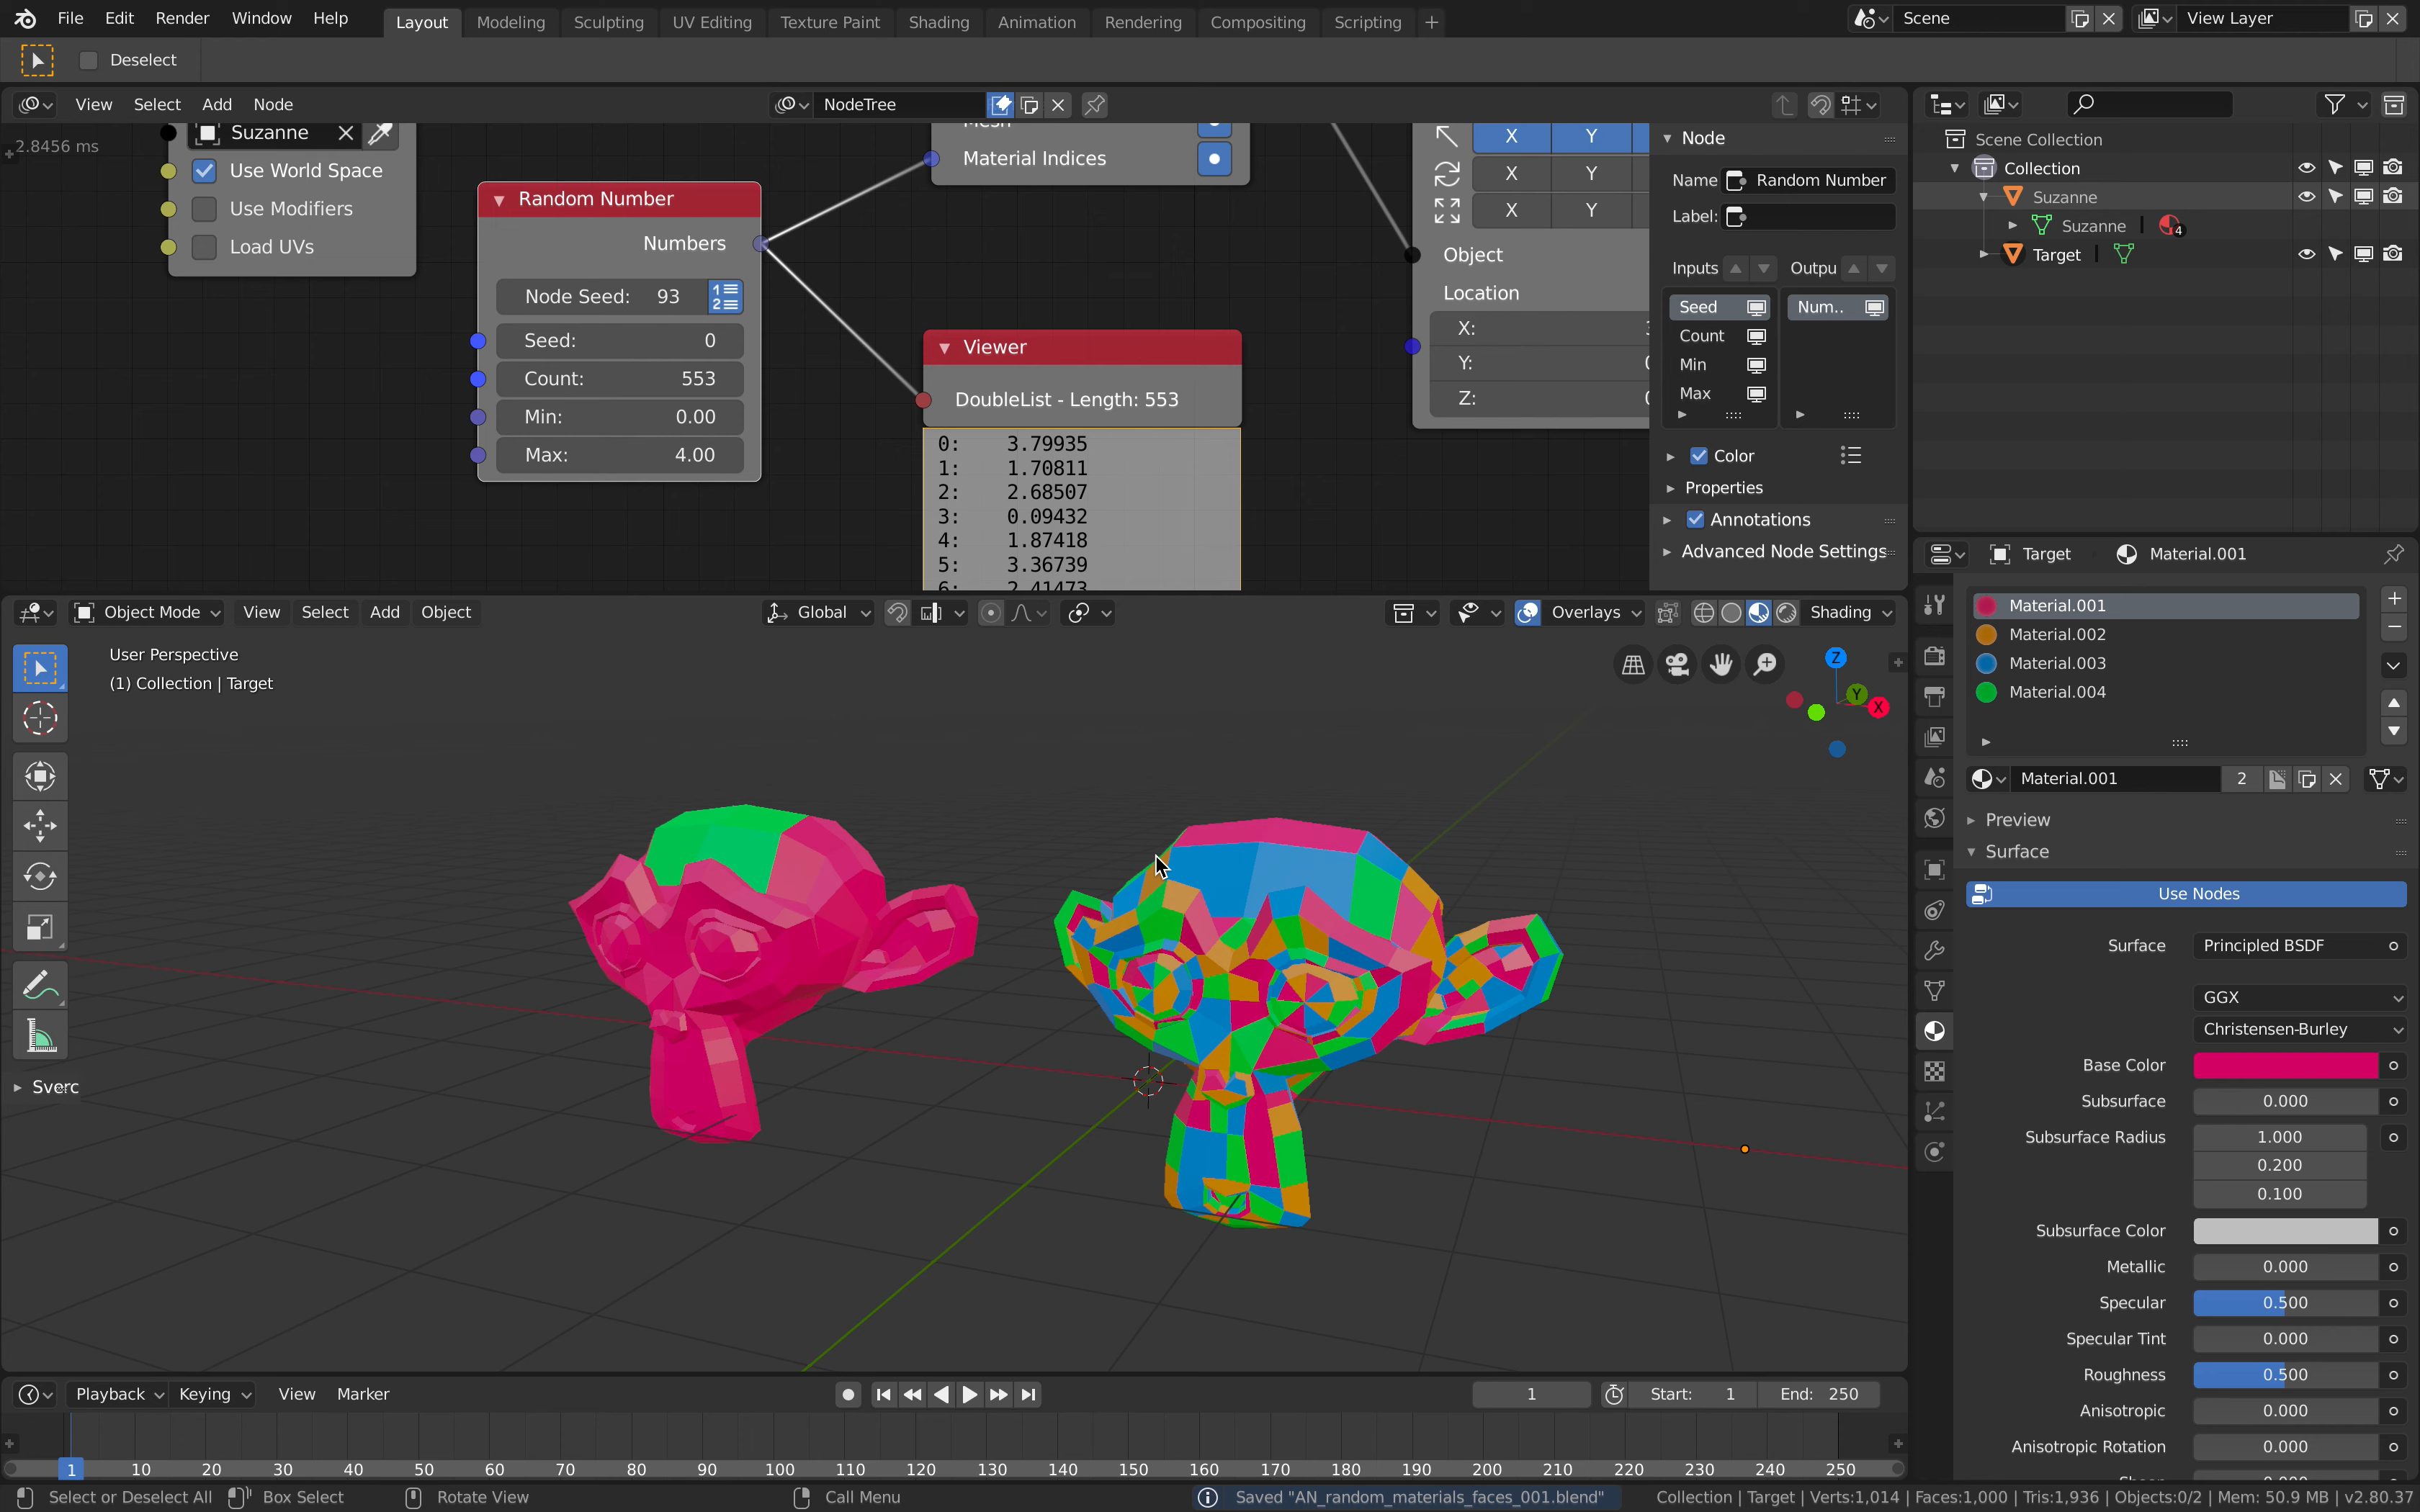 File Edit Render Window Help Layout Modeling Sculpting UV Editing Texture Paint Shading Animation Rendering Compositing Scripting + Scene View Layer
Deselect
View Select Add Node NodeTree
2.8456 ms
Suzanne
Use World Space
Use Modifiers
Load UVs
Random Number
Numbers
Node Seed: 93
Seed: 0
Count: 553
Min: 0.00
Max: 4.00
Material Indices
Viewer
DoubleList - Length: 553
0: 3.79935
1: 1.70811
2: 2.68507
3: 0.09432
4: 1.87418
5: 3.36739
6: 2.41473
X Y
X Y
X Y
Object
Location
X:
Y:
Z:
Node
Name Random Number
Label:
Inputs Outpu
Seed Num..
Count
Min
Max
Color
Properties
Annotations
Advanced Node Settings
Scene Collection
Collection
Suzanne
Suzanne 4
Target
Object Mode View Select Add Object Global Overlays Shading
User Perspective
(1) Collection | Target
Z
Y
X
Target Material.001
Material.001
Material.002
Material.003
Material.004
Material.001 2
Preview
Surface
Use Nodes
Surface Principled BSDF
GGX
Christensen-Burley
Base Color
Subsurface 0.000
Subsurface Radius 1.000
0.200
0.100
Subsurface Color
Metallic 0.000
Specular 0.500
Specular Tint 0.000
Roughness 0.500
Anisotropic 0.000
Anisotropic Rotation 0.000
Playback Keying View Marker 1 Start: 1 End: 250
1 10 20 30 40 50 60 70 80 90 100 110 120 130 140 150 160 170 180 190 200 210 220 230 240 250
Select or Deselect All Box Select Rotate View Call Menu Saved "AN_random_materials_faces_001.blend" Collection | Target | Verts:1,014 | Faces:1,000 | Tris:1,936 | Objects:0/2 | Mem: 50.9 MB | v2.80.37